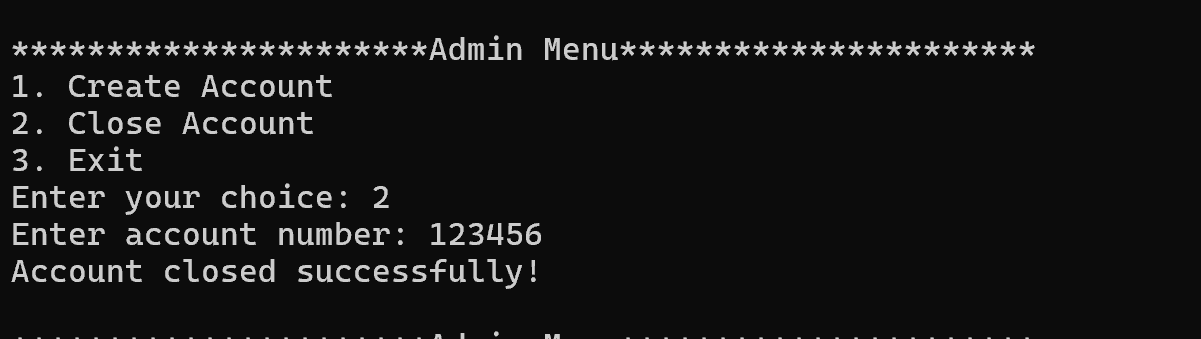 **********************Admin Menu**********************
1. Create Account
2. Close Account
3. Exit
Enter your choice: 2
Enter account number: 123456
Account closed successfully!